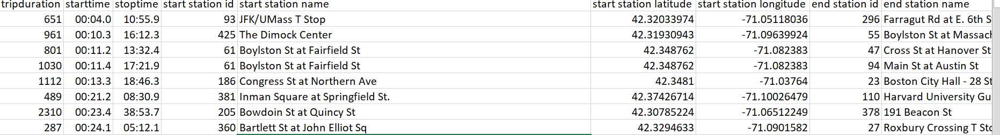 tripduration starttime stoptime start station id start station name start station latitude start station longitude end station id end station name
651 00:04.0 10:55.9 93 JFK/UMass T Stop 42.32033974 -71.05118036 296 Farragut Rd at E. 6th S
961 00:10.3 16:12.3 425 The Dimock Center 42.31930943 -71.09639924 55 Boylston St at Massach
801 00:11.2 13:32.4 61 Boylston St at Fairfield St 42.348762 -71.082383 47 Cross St at Hanover St
1030 00:11.4 17:21.9 61 Boylston St at Fairfield St 42.348762 -71.082383 94 Main St at Austin St
1112 00:13.3 18:46.3 186 Congress St at Northern Ave 42.3481 -71.03764 23 Boston City Hall - 28 St
489 00:21.2 08:30.9 381 Inman Square at Springfield St. 42.37426714 -71.10026479 110 Harvard University Gu
2310 00:23.4 38:53.7 205 Bowdoin St at Quincy St 42.30785224 -71.06512249 378 191 Beacon St
287 00:24.1 05:12.1 360 Bartlett St at John Elliot Sq 42.3294633 -71.0901582 27 Roxbury Crossing T Sto